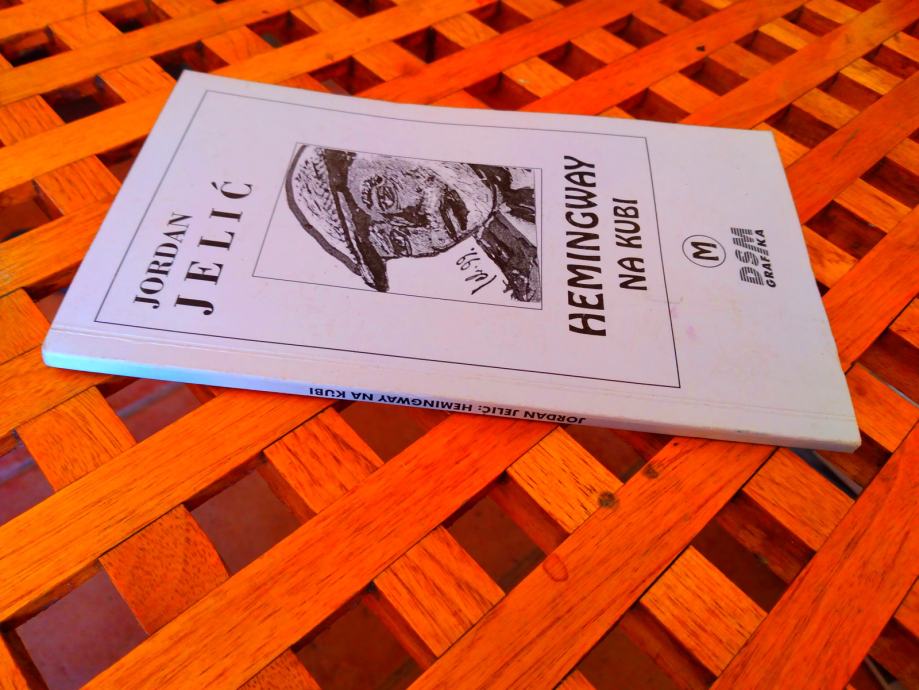 JORDAN
JELIĆ
HEMINGWAY
NA KUBI
M
DSM
GRAFIKA
JORDAN JELIĆ: HEMINGWAY NA KUBI